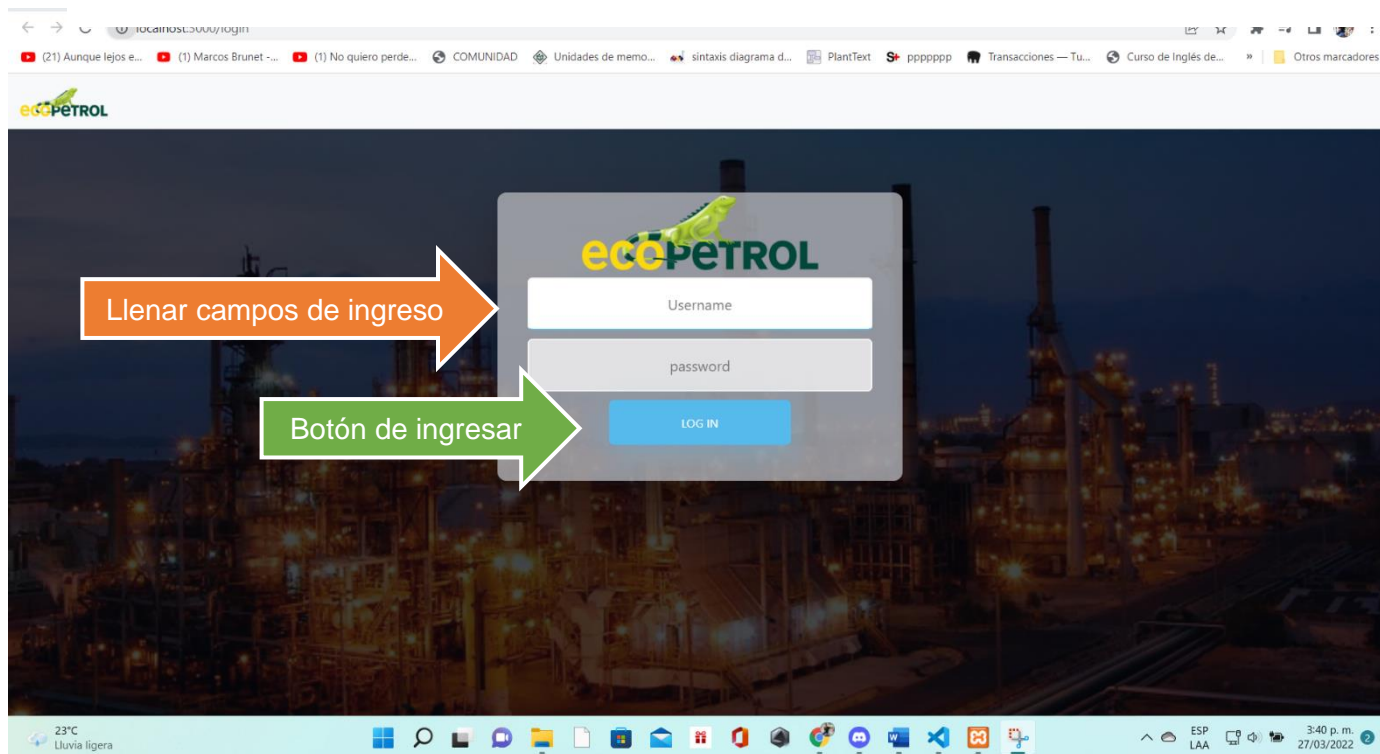 localhost:3000/login
(21) Aunque lejos e... (1) Marcos Brunet -... (1) No quiero perde... COMUNIDAD Unidades de memo... sintaxis diagrama d... PlantText S+ ppppppp Transacciones — Tu... Curso de Inglés de... » Otros marcadores
ecopetrol
ecopetrol
Llenar campos de ingreso
Username
password
Botón de ingresar
LOG IN
23°C
Lluvia ligera
ESP
LAA
3:40 p. m.
27/03/2022
2